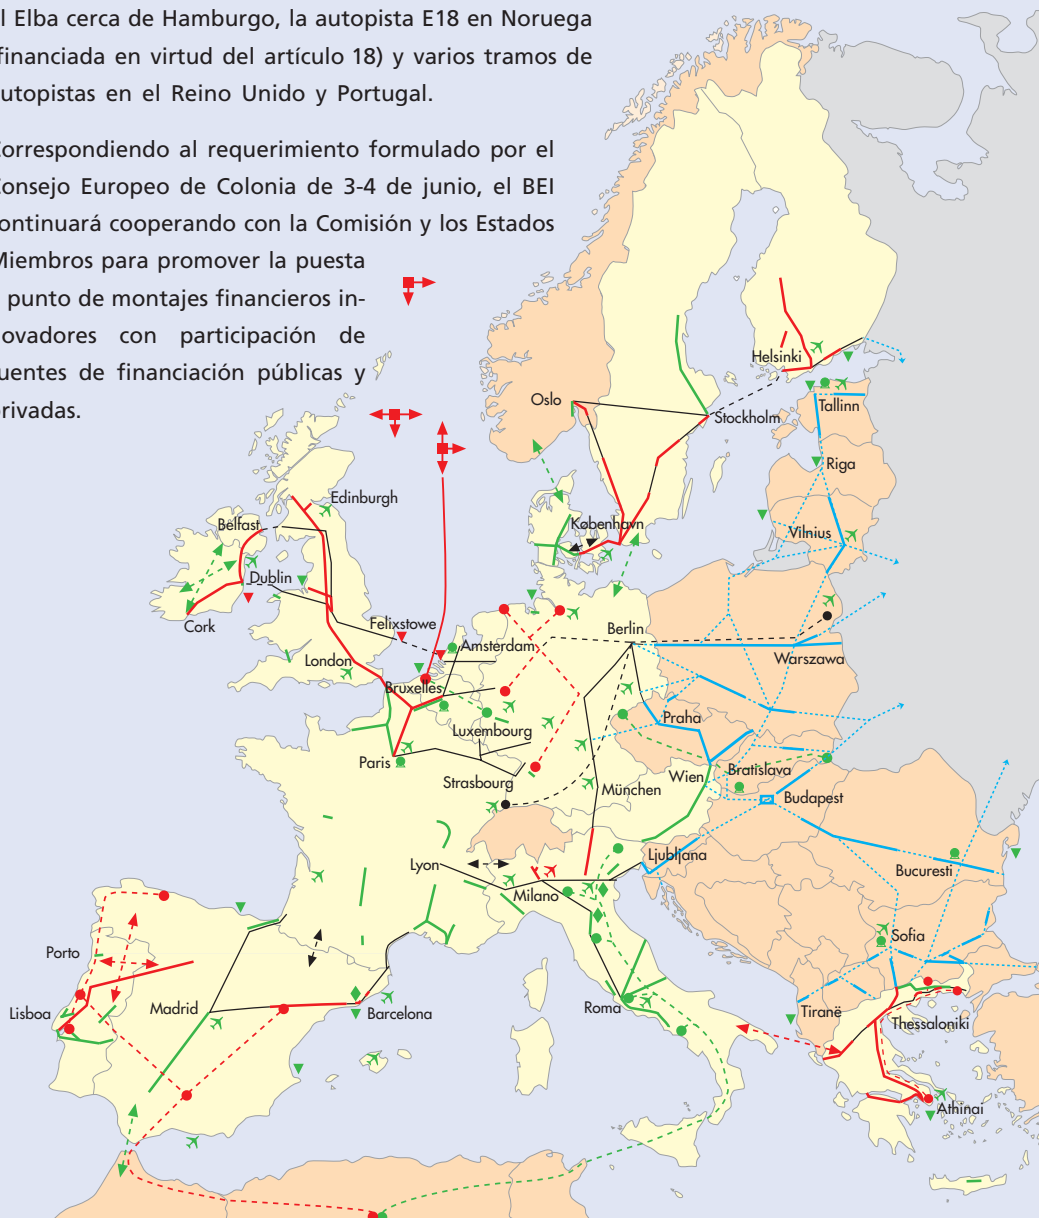 l Elba cerca de Hamburgo, la autopista E18 en Noruega
financiada en virtud del artículo 18) y varios tramos de
utopistas en el Reino Unido y Portugal.
Correspondiendo al requerimiento formulado por el
Consejo Europeo de Colonia de 3-4 de junio, el BEI
ontinuará cooperando con la Comisión y los Estados
Miembros para promover la puesta
punto de montajes financieros in-
ovadores con participación de
uentes de financiación públicas y
privadas.
Helsinki
Oslo
Tallinn
Stockholm
Riga
Edinburgh
Belfast
København
Vilnius
Dublin
Cork
Felixstowe
Berlin
Amsterdam
London
Warszawa
Bruxelles
Praha
Luxembourg
Paris
Strasbourg
Wien
Bratislava
München
Budapest
Ljubljana
Lyon
Milano
Bucuresti
Sofia
Porto
Madrid
Lisboa
Barcelona
Roma
Tiranë
Thessaloniki
Athinai